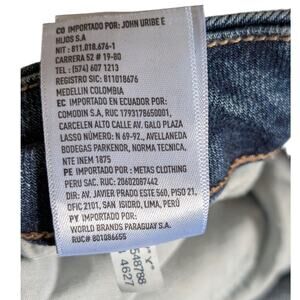 CO IMPORTADO POR: JOHN URIBE E
HIJOS S.A
NIT : 811.018.676-1
CARRERA 52 # 19-80
TEL: (574) 607 1213
REGISTRO SIC: 811018676
MEDELLIN COLOMBIA
EC IMPORTADO EN ECUADOR POR:
COMODIN S.A, RUC 1793178650001,
CARCELEN ALTO CALLE AV. GALO PLAZA
LASSO NÚMERO: N 69-92., AVELLANEDA
BODEGAS PARKENOR, NORMA TECNICA,
NTE INEM 1875
PE IMPORTADO POR : METAS CLOTHING
PERU SAC. RUC: 20602087442
DIR: AV. JAVIER PRADO ESTE 560, PISO 21,
OFIC 2101, SAN ISIDRO, LIMA, PERU
PY IMPORTADO POR:
WORLD BRANDS PARAGUAY S.A.
RUC# 801086655
548788
4627